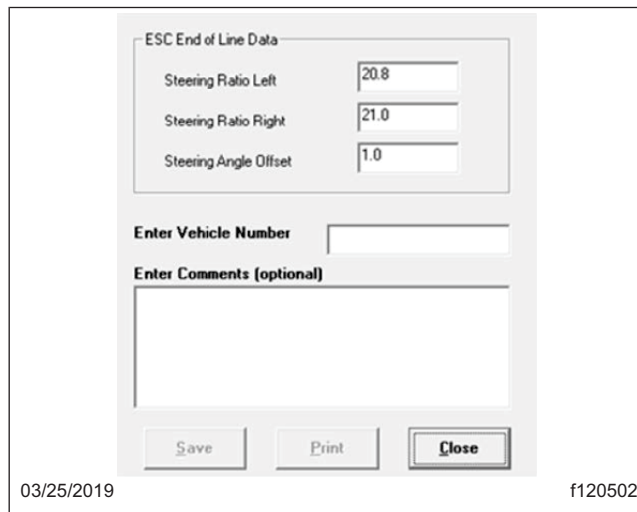 ESC End of Line Data
Steering Ratio Left 20.8
Steering Ratio Right 21.0
Steering Angle Offset 1.0
Enter Vehicle Number
Enter Comments (optional)
Save Print Close
03/25/2019 f120502